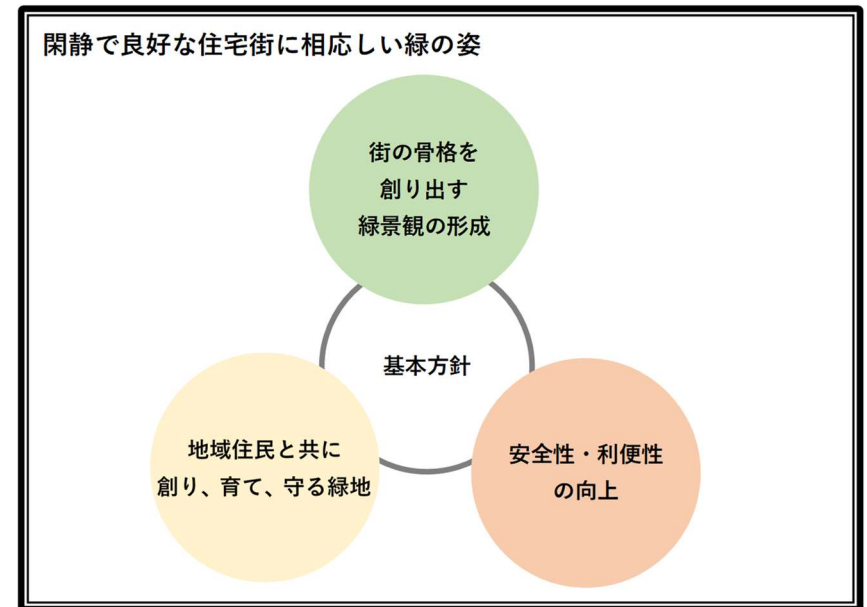 閑静で良好な住宅街に相応しい緑の姿
街の骨格を
創り出す
緑景観の形成
基本方針
地域住民と共に
創り、育て、守る緑地
安全性・利便性
の向上